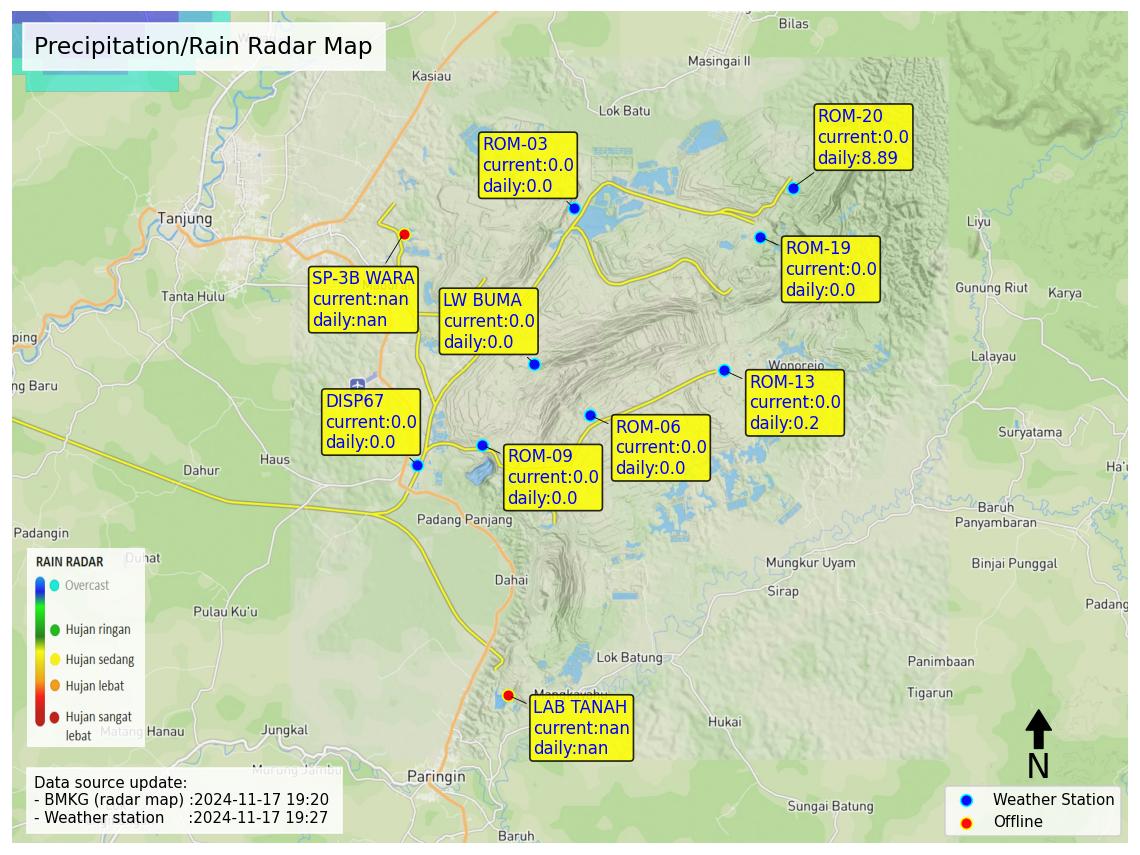 Precipitation/Rain Radar Map
Bilas
Masingai II
Kasiau
Lok Batu
ROM-20
current:0.0
daily:8.89
ROM-03
current:0.0
daily:0.0
Tanjung
Liyu
ROM-19
current:0.0
daily:0.0
SP-3B WARA
current:nan
daily:nan
LW BUMA
current:0.0
daily:0.0
Tanta Hulu
Gunung Riut
Karya
ping
Lalayau
Wonorejo
ng Baru
ROM-13
current:0.0
daily:0.2
DISP67
current:0.0
daily:0.0
ROM-06
current:0.0
daily:0.0
Suryatama
ROM-09
current:0.0
daily:0.0
Haus
Dahur
Ha'u
Padang Panjang
Baruh
Panyambaran
Padangin
Duhat
Mungkur Uyam
Binjai Punggal
Dahai
Sirap
Padang
Pulau Ku'u
RAIN RADAR
Overcast
Hujan ringan
Hujan sedang
Hujan lebat
Hujan sangat
lebat
Lok Batung
Panimbaan
Tigarun
Mangkayahu
LAB TANAH
current:nan
daily:nan
Matang Hanau
Jungkal
Hukai
Murung Jambu
Paringin
N
Data source update:
- BMKG (radar map) :2024-11-17 19:20
- Weather station :2024-11-17 19:27
Sungai Batung
Baruh
Weather Station
Offline